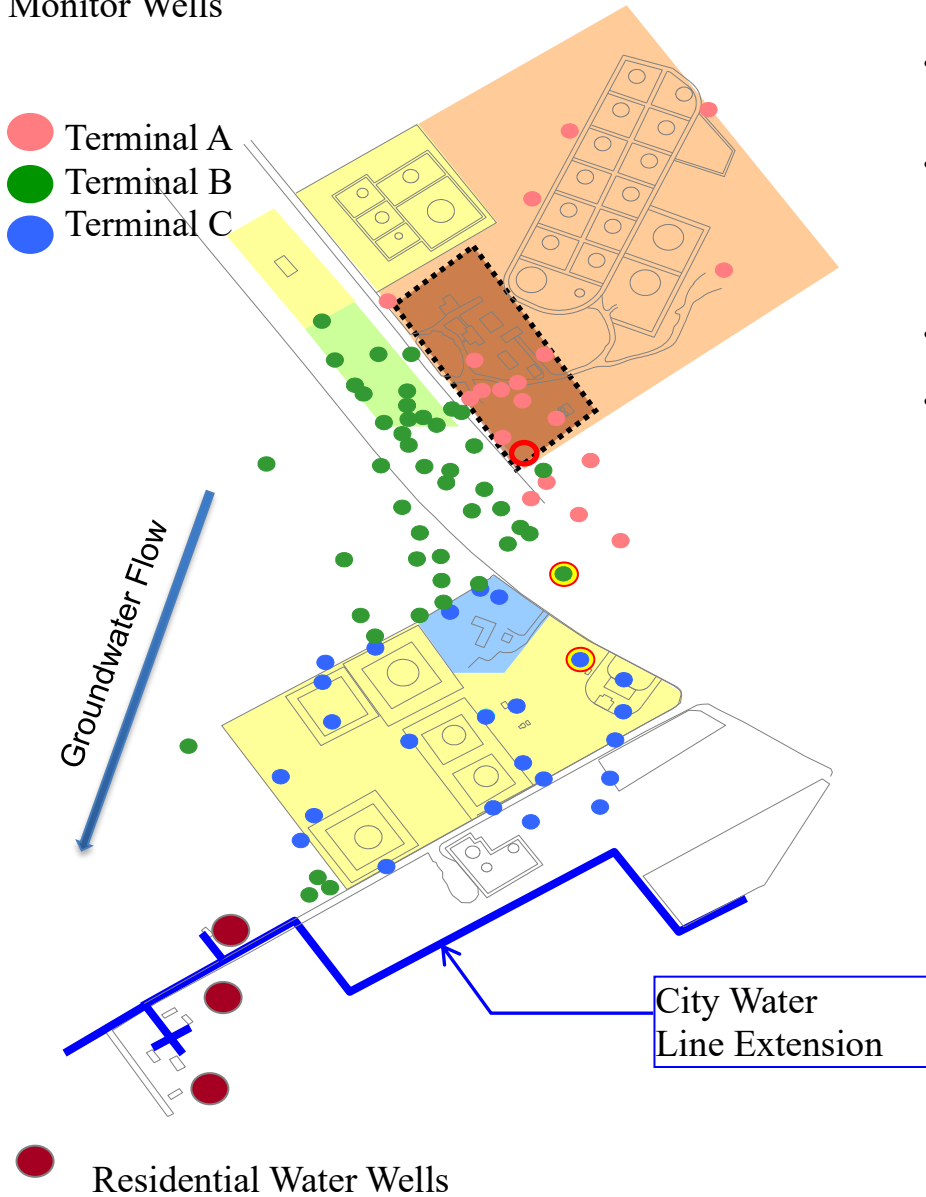 Monitor Wells
Terminal A
Terminal B
Terminal C
Groundwater Flow
City Water
Line Extension
Residential Water Wells